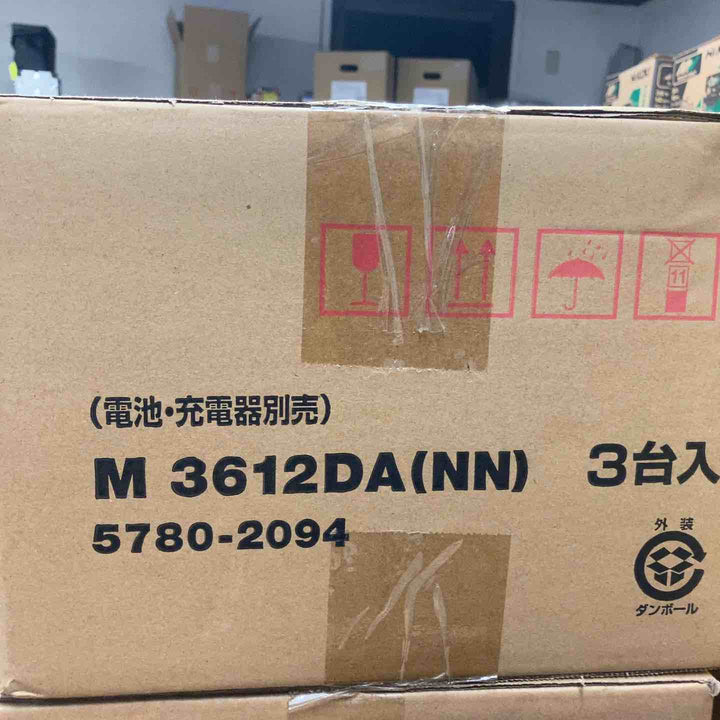 11
(電池・充電器別売)
M 3612DA(NN) 3台入
5780-2094
外装
ダンボール